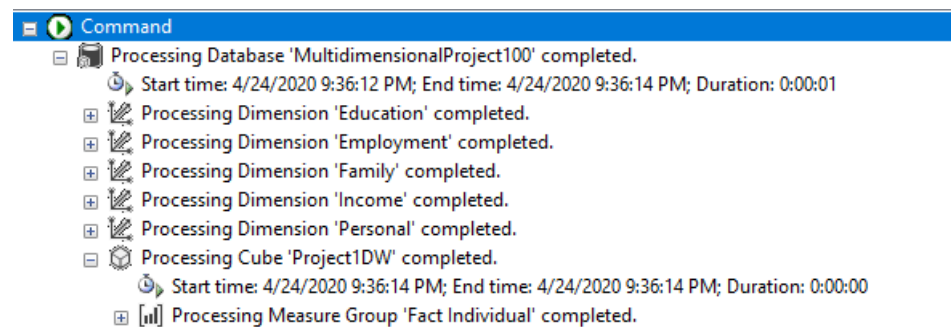 Command
Processing Database 'MultidimensionalProject100' completed.
Start time: 4/24/2020 9:36:12 PM; End time: 4/24/2020 9:36:14 PM; Duration: 0:00:01
Processing Dimension 'Education' completed.
Processing Dimension 'Employment' completed.
Processing Dimension 'Family' completed.
Processing Dimension 'Income' completed.
Processing Dimension 'Personal' completed.
Processing Cube 'Project1DW' completed.
Start time: 4/24/2020 9:36:14 PM; End time: 4/24/2020 9:36:14 PM; Duration: 0:00:00
Processing Measure Group 'Fact Individual' completed.